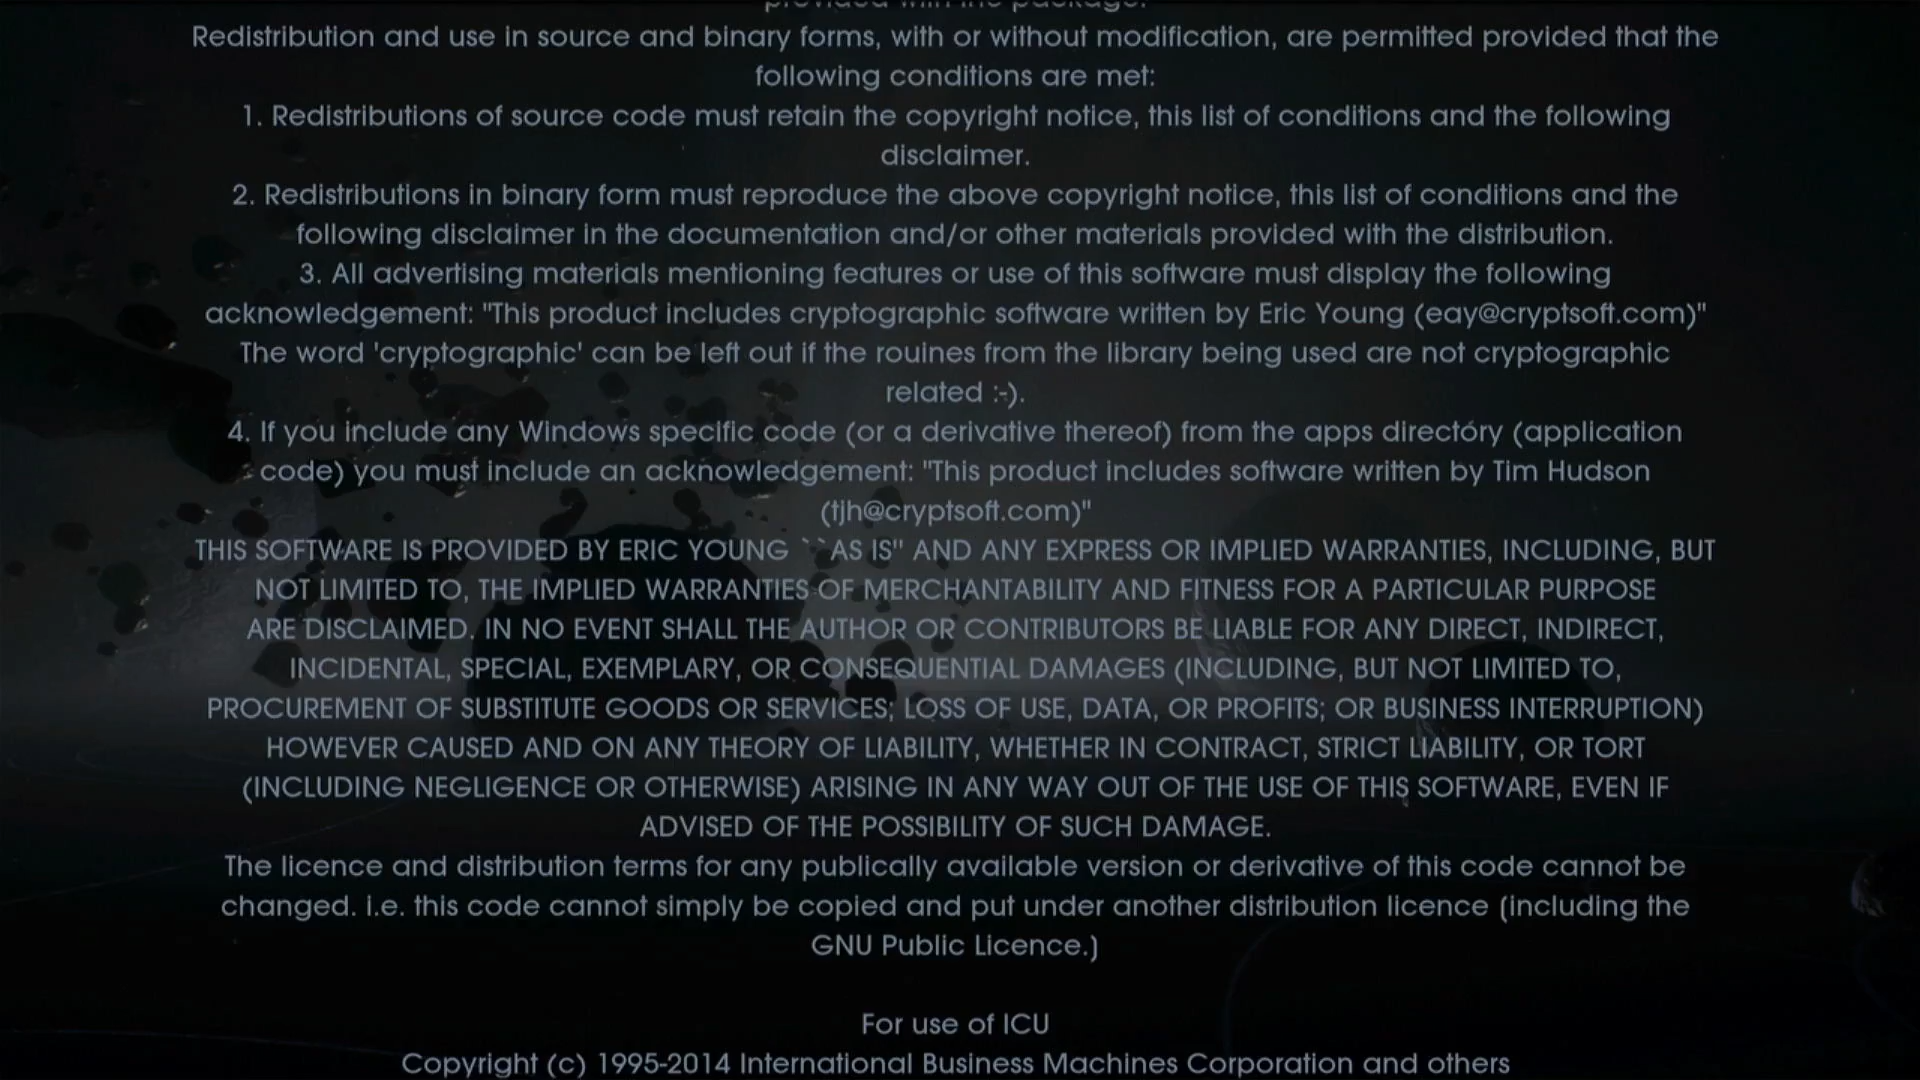 provided with the package.
Redistribution and use in source and binary forms, with or without modification, are permitted provided that the
following conditions are met:
1. Redistributions of source code must retain the copyright notice, this list of conditions and the following
disclaimer.
2. Redistributions in binary form must reproduce the above copyright notice, this list of conditions and the
following disclaimer in the documentation and/or other materials provided with the distribution.
3. All advertising materials mentioning features or use of this software must display the following
acknowledgement: "This product includes cryptographic software written by Eric Young (eay@cryptsoft.com)"
The word 'cryptographic' can be left out if the rouines from the library being used are not cryptographic
related :-).
4. If you include any Windows specific code (or a derivative thereof) from the apps directory (application
code) you must include an acknowledgement: "This product includes software written by Tim Hudson
(tjh@cryptsoft.com)"
THIS SOFTWARE IS PROVIDED BY ERIC YOUNG ``AS IS'' AND ANY EXPRESS OR IMPLIED WARRANTIES, INCLUDING, BUT
NOT LIMITED TO, THE IMPLIED WARRANTIES OF MERCHANTABILITY AND FITNESS FOR A PARTICULAR PURPOSE
ARE DISCLAIMED. IN NO EVENT SHALL THE AUTHOR OR CONTRIBUTORS BE LIABLE FOR ANY DIRECT, INDIRECT,
INCIDENTAL, SPECIAL, EXEMPLARY, OR CONSEQUENTIAL DAMAGES (INCLUDING, BUT NOT LIMITED TO,
PROCUREMENT OF SUBSTITUTE GOODS OR SERVICES; LOSS OF USE, DATA, OR PROFITS; OR BUSINESS INTERRUPTION)
HOWEVER CAUSED AND ON ANY THEORY OF LIABILITY, WHETHER IN CONTRACT, STRICT LIABILITY, OR TORT
(INCLUDING NEGLIGENCE OR OTHERWISE) ARISING IN ANY WAY OUT OF THE USE OF THIS SOFTWARE, EVEN IF
ADVISED OF THE POSSIBILITY OF SUCH DAMAGE.
The licence and distribution terms for any publically available version or derivative of this code cannot be
changed. i.e. this code cannot simply be copied and put under another distribution licence (including the
GNU Public Licence.)
For use of ICU
Copyright (c) 1995-2014 International Business Machines Corporation and others